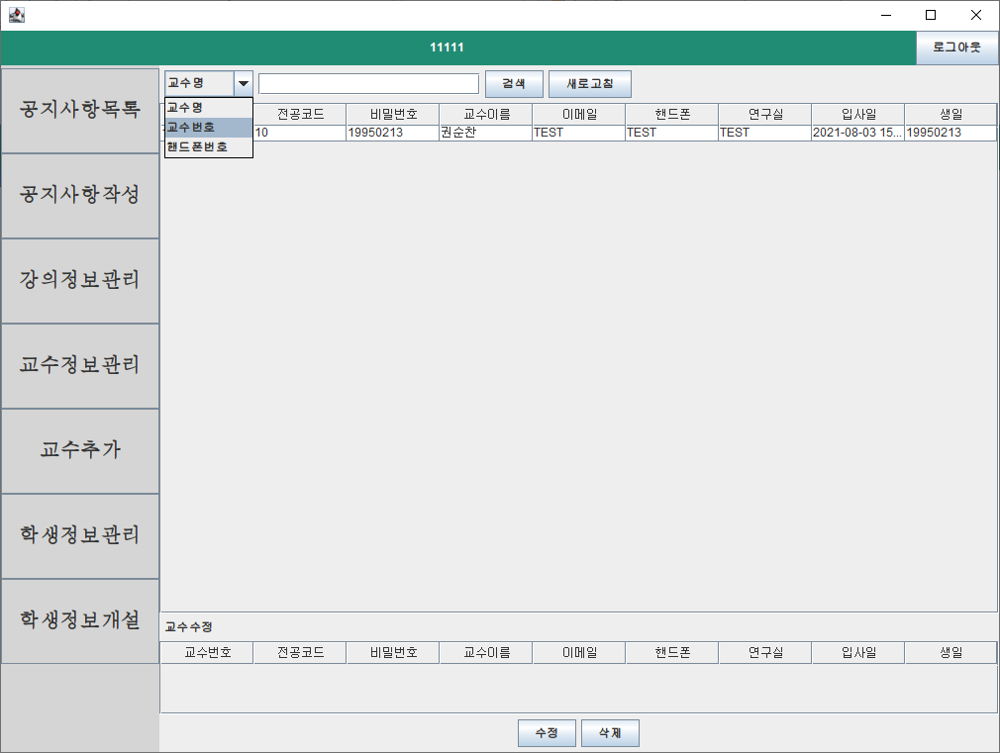 11111
로그아웃
공지사항목록
공지사항작성
강의정보관리
교수정보관리
교수추가
학생정보관리
학생정보개설
교수명 검색 새로고침
교수명
교수번호
핸드폰번호
전공코드 비밀번호 교수이름 이메일 핸드폰 연구실 입사일 생일
10 19950213 권순찬 TEST TEST TEST 2021-08-03 15... 19950213
교수수정
교수번호 전공코드 비밀번호 교수이름 이메일 핸드폰 연구실 입사일 생일
수정 삭제